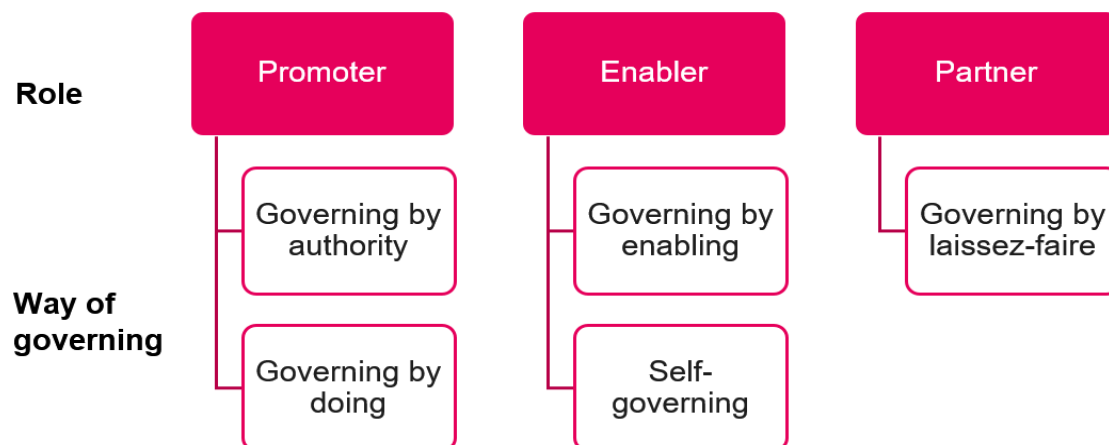 Role
Promoter
Enabler
Partner
Way of
governing
Governing by
authority
Governing by
enabling
Governing by
laissez-faire
Governing by
doing
Self-
governing